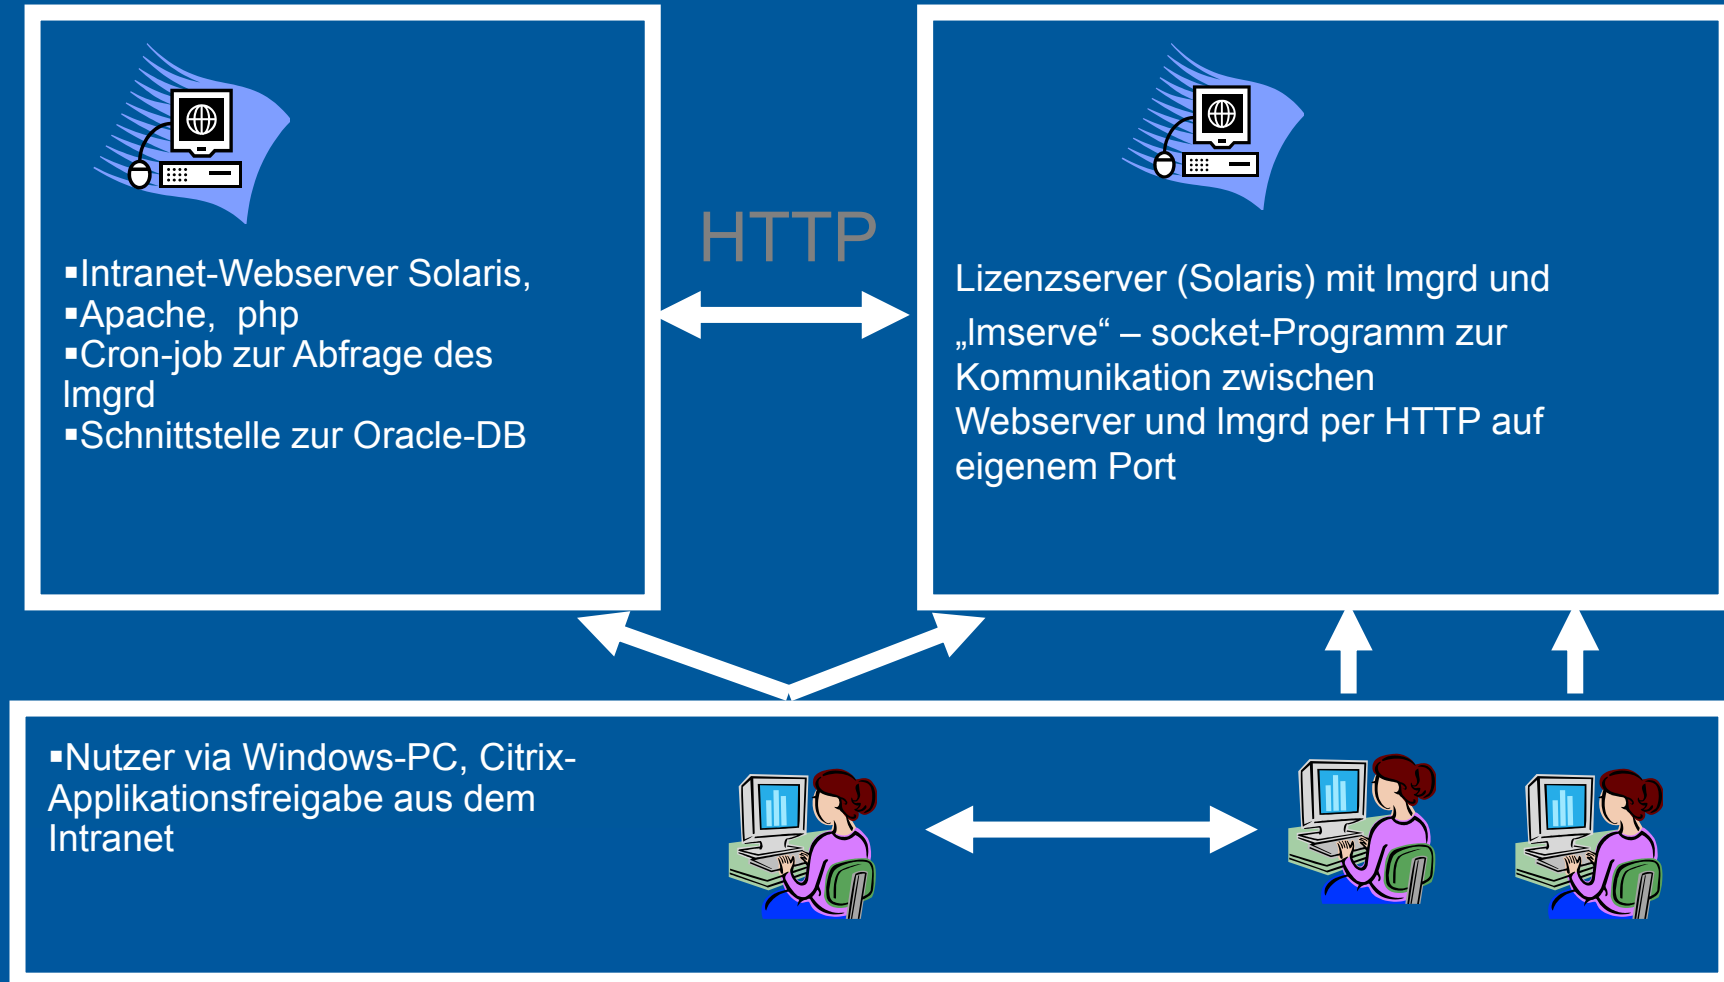 ▪Intranet-Webserver Solaris,
▪Apache,  php
▪Cron-job zur Abfrage des
lmgrd
▪Schnittstelle zur Oracle-DB
HTTP
Lizenzserver (Solaris) mit lmgrd und
„lmserve“ – socket-Programm zur
Kommunikation zwischen
Webserver und lmgrd per HTTP auf
eigenem Port
▪Nutzer via Windows-PC, Citrix-
Applikationsfreigabe aus dem
Intranet